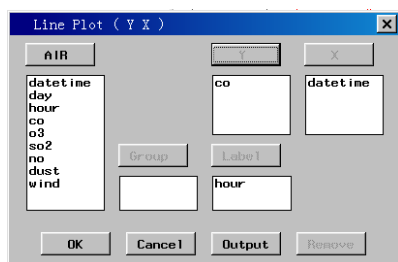 Line Plot ( Y X )
AIR
Y
X
datetime
day
hour
co
o3
so2
no
dust
wind
co
datetime
Group
Label
hour
OK
Cancel
Output
Remove